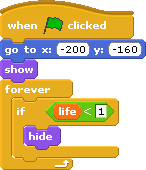 when clicked
go to x: -200 y: -160
show
forever
if life < 1
hide